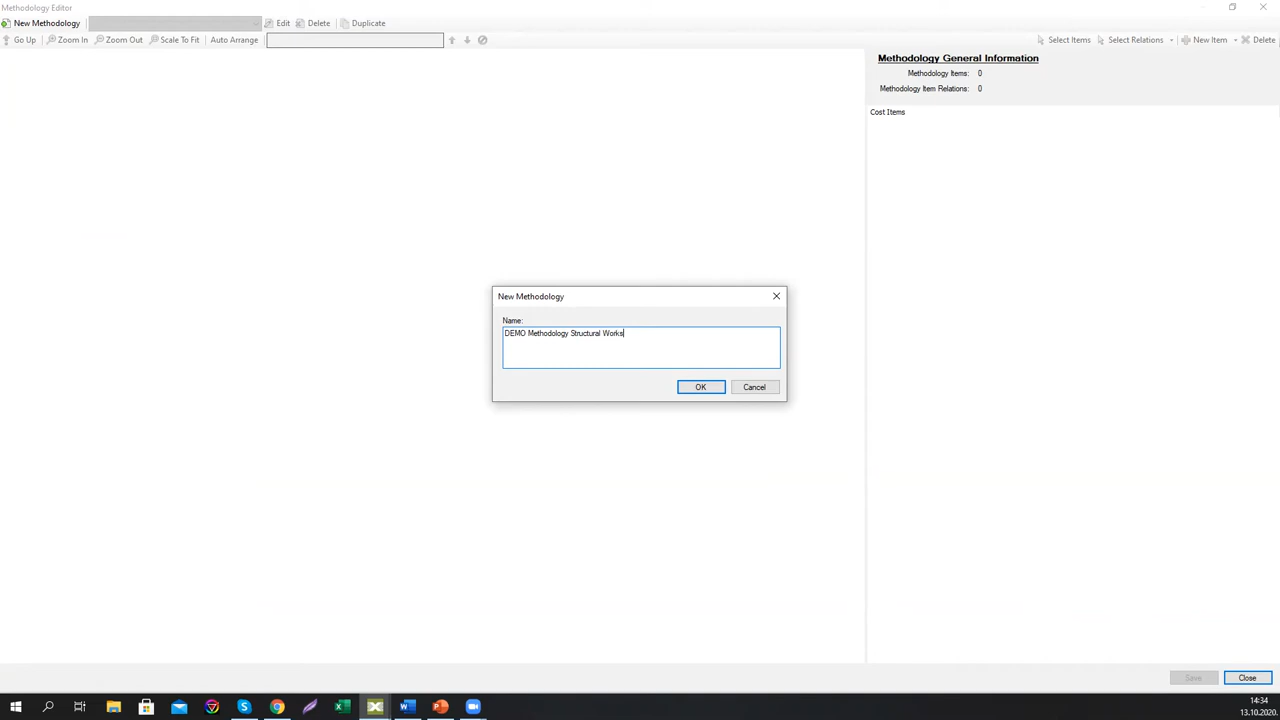 Methodology Editor
New Methodology Edit Delete Duplicate
Go Up Zoom In Zoom Out Scale To Fit Auto Arrange Select Items Select Relations New Item Delete
Methodology General Information
Methodology Items: 0
Methodology Item Relations: 0
Cost Items
New Methodology
Name:
DEMO Methodology Structural Works
OK Cancel
Save Close
14:34
13.10.2020.